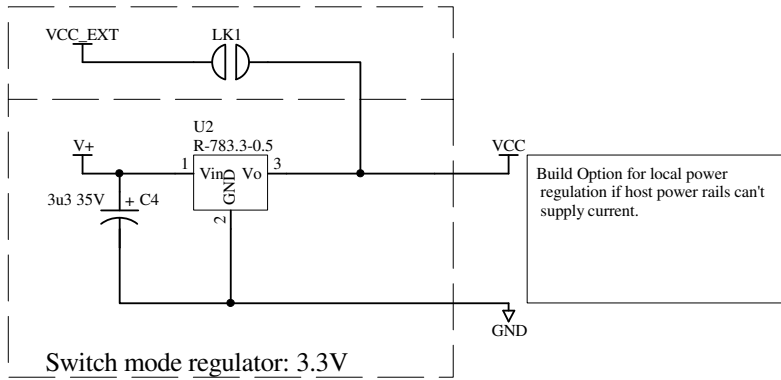 VCC_EXT
LK1
U2
R-783.3-0.5
V+
1
Vin
GND
Vo
3
2
VCC
3u3 35V
+ C4
GND
Build Option for local power
regulation if host power rails can't
supply current.
Switch mode regulator: 3.3V